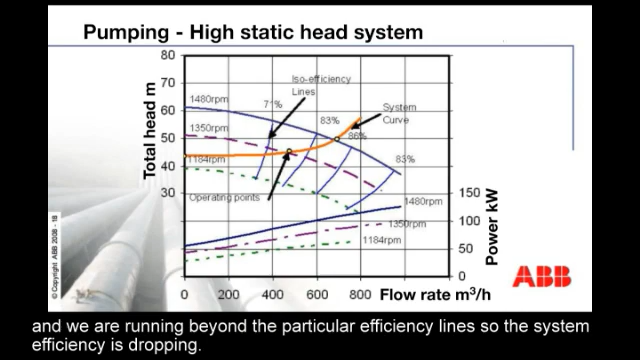 Pumping - High static head system
80
70
60
50
40
30
Total head m
1480rpm
1350rpm
1184rpm
Iso-efficiency
Lines
71%
83%
86%
83%
System
Curve
Operating points
1480rpm
1350rpm
1184rpm
150
100
50
0
Power kW
0 200 400 600 800 Flow rate m³/h
ABB
© Copyright ABB 2008 - 18
and we are running beyond the particular efficiency lines so the system
efficiency is dropping.